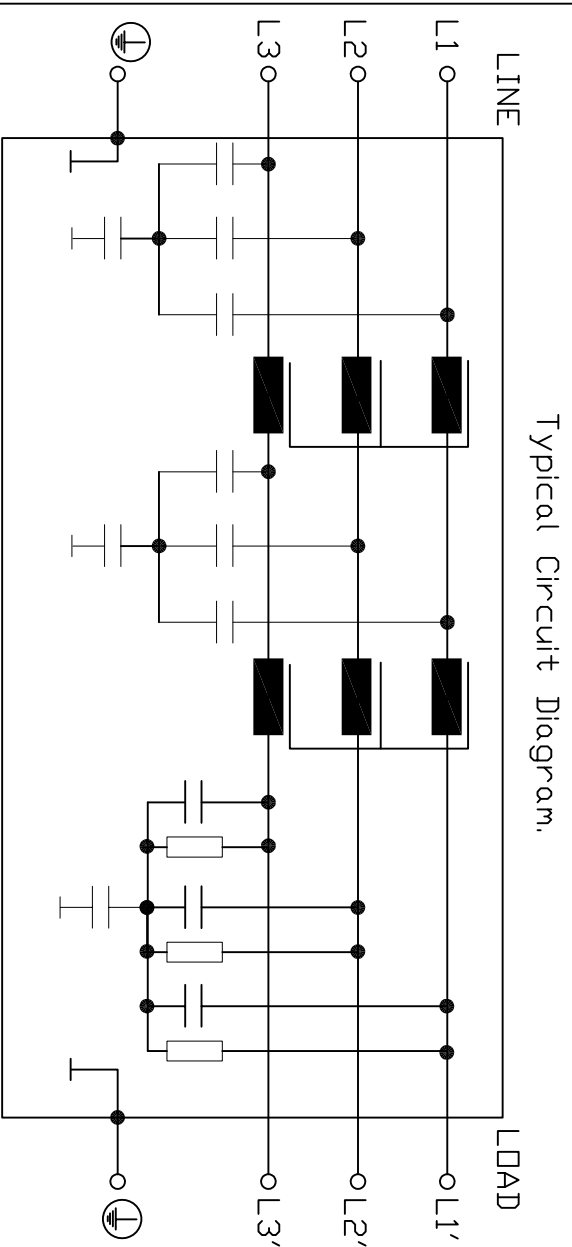 Typical Circuit Diagram.
LINE
LOAD
L1
L1'
L2
L2'
L3
L3'